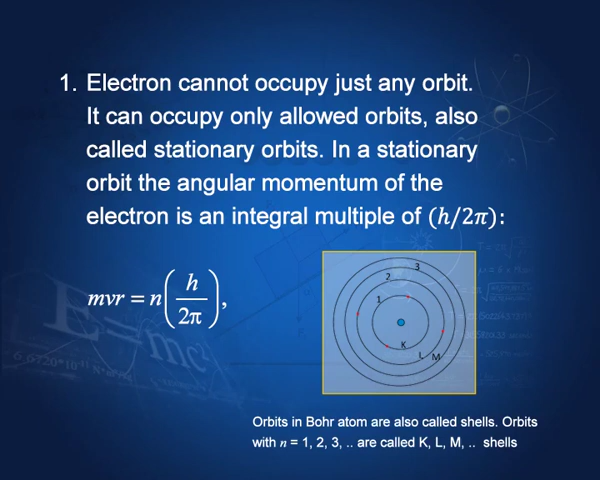 1. Electron cannot occupy just any orbit.
It can occupy only allowed orbits, also
called stationary orbits. In a stationary
orbit the angular momentum of the
electron is an integral multiple of (h/2π):
mvr = n(h/2π),
3
2
1
K
L M
E=mc²
Orbits in Bohr atom are also called shells. Orbits
with n = 1, 2, 3, .. are called K, L, M, .. shells